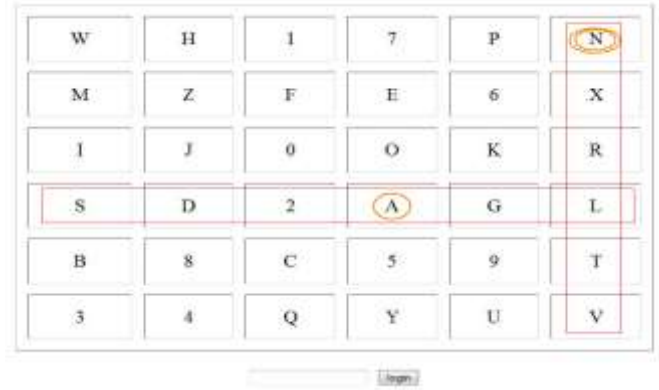 W H 1 7 P N
M Z F E 6 X
I J 0 O K R
S D 2 A G L
B 8 C 5 9 T
3 4 Q Y U V
login